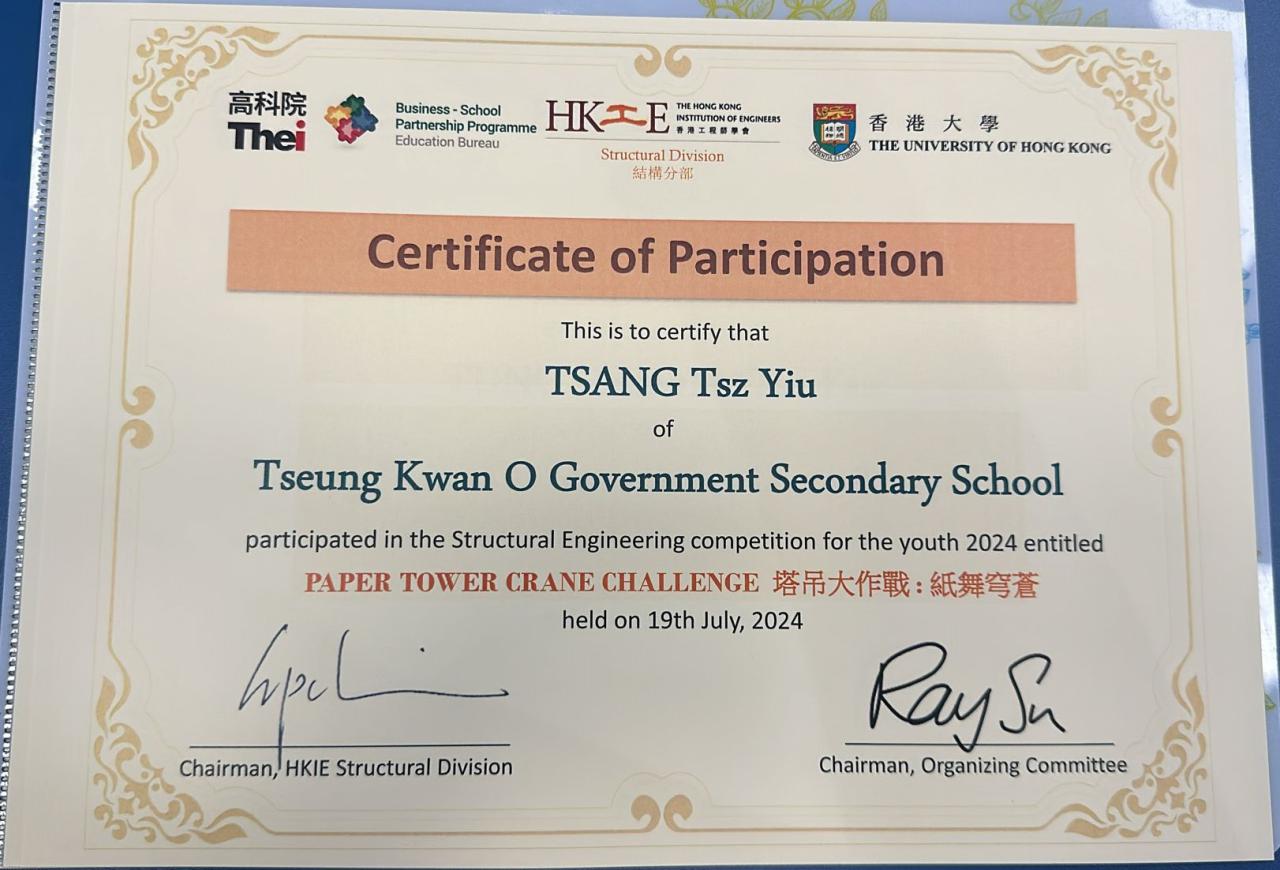 高科院
Thei
Business - School
Partnership Programme
Education Bureau
HKIE
THE HONG KONG
INSTITUTION OF ENGINEERS
香港工程師學會
Structural Division
結構分部
香港大學
THE UNIVERSITY OF HONG KONG
Certificate of Participation
This is to certify that
TSANG Tsz Yiu
of
Tseung Kwan O Government Secondary School
participated in the Structural Engineering competition for the youth 2024 entitled
PAPER TOWER CRANE CHALLENGE 塔吊大作戰 : 紙舞穹蒼
held on 19th July, 2024
Ray Su
Chairman, HKIE Structural Division
Chairman, Organizing Committee